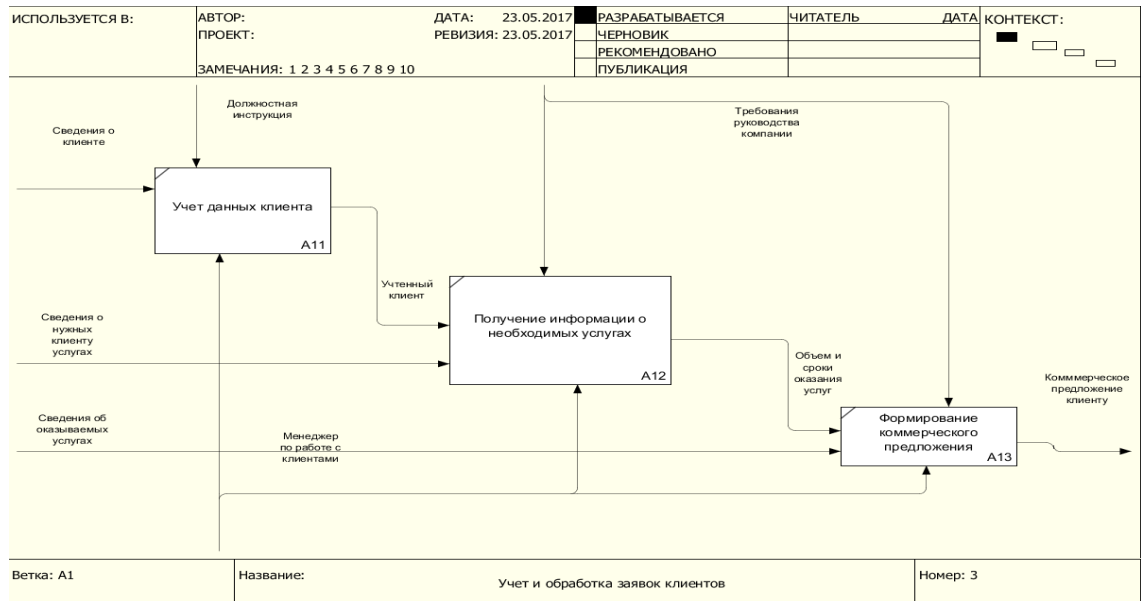 ИСПОЛЬЗУЕТСЯ В:
АВТОР:
ДАТА: 23.05.2017
ПРОЕКТ:
РЕВИЗИЯ: 23.05.2017
ЗАМЕЧАНИЯ: 1 2 3 4 5 6 7 8 9 10
РАЗРАБАТЫВАЕТСЯ
ЧЕРНОВИК
РЕКОМЕНДОВАНО
ПУБЛИКАЦИЯ
ЧИТАТЕЛЬ
ДАТА
КОНТЕКСТ:
Должностная
инструкция
Требования
руководства
компании
Сведения о
клиенте
Учет данных клиента
A11
Учтенный
клиент
Сведения о
нужных
клиенту
услугах
Получение информации о
необходимых услугах
A12
Объем и
сроки
оказания
услуг
Комммерческое
предложение
клиенту
Сведения об
оказываемых
услугах
Менеджер
по работе с
клиентами
Формирование
коммерческого
предложения
A13
Ветка: A1
Название:
Учет и обработка заявок клиентов
Номер: 3